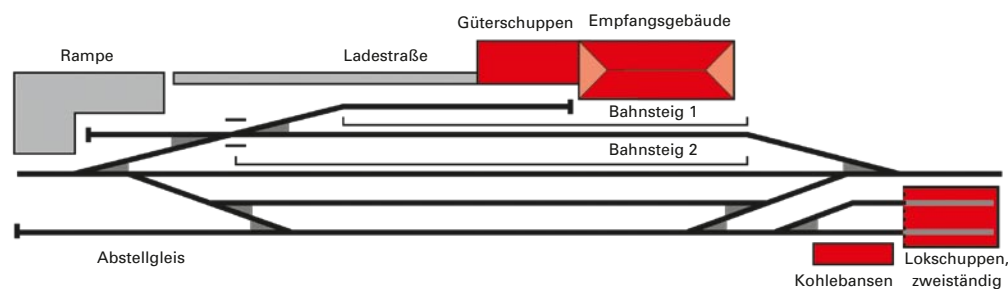 Güterschuppen
Empfangsgebäude
Rampe
Ladestraße
Bahnsteig 1
Bahnsteig 2
Abstellgleis
Kohlebansen
Lokschuppen,
zweiständig